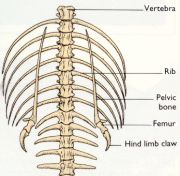 Vertebra
Rib
Pelvic
bone
Femur
Hind limb claw